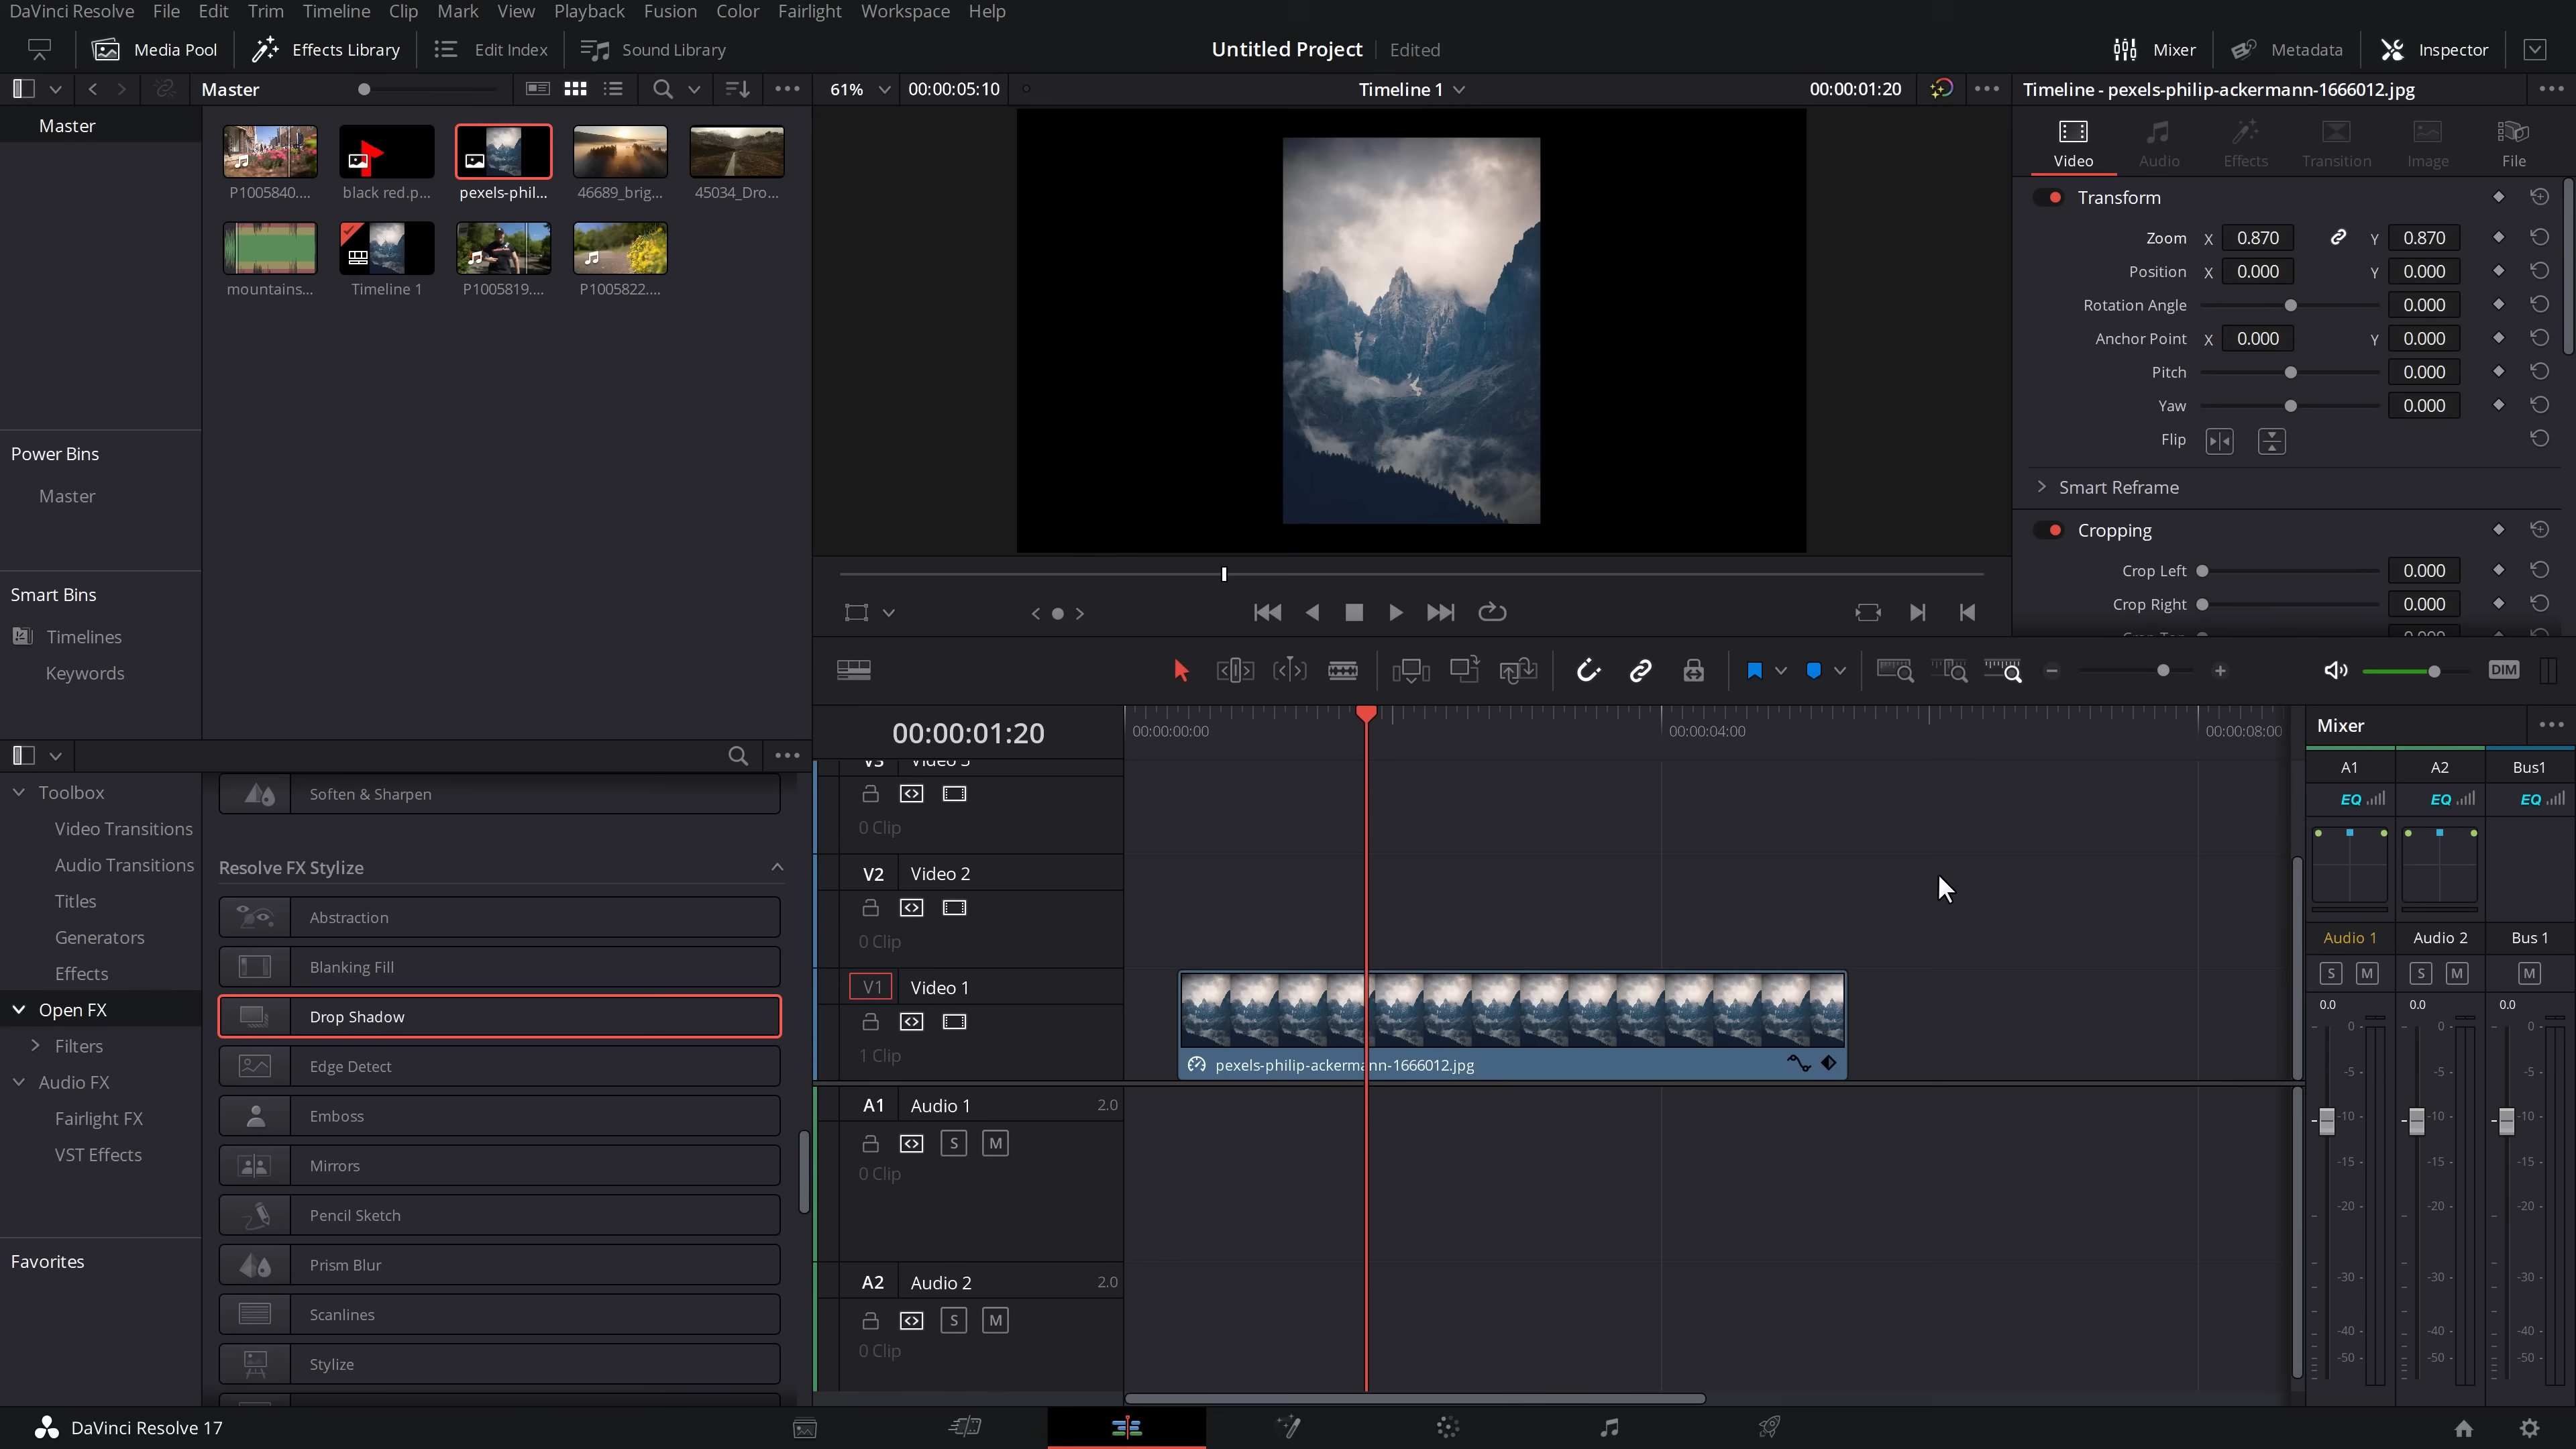 DaVinci Resolve File Edit Trim Timeline Clip Mark View Playback Fusion Color Fairlight Workspace Help
Media Pool Effects Library Edit Index Sound Library Untitled Project Edited Mixer Metadata Inspector
Master 61% 00:00:05:10 Timeline 1 00:00:01:20 Timeline - pexels-philip-ackermann-1666012.jpg
Master
Power Bins
Master
Smart Bins
Timelines
Keywords
P1005840.... black red.p... pexels-phil... 46689_brig... 45034_Dro...
mountains... Timeline 1 P1005819.... P1005822....
Video Audio Effects Transition Image File
Transform
Zoom X 0.870 Y 0.870
Position X 0.000 Y 0.000
Rotation Angle 0.000
Anchor Point X 0.000 Y 0.000
Pitch 0.000
Yaw 0.000
Flip
Smart Reframe
Cropping
Crop Left 0.000
Crop Right 0.000
DIM
Toolbox
Video Transitions
Audio Transitions
Titles
Generators
Effects
Open FX
Filters
Audio FX
Fairlight FX
VST Effects
Favorites
Soften & Sharpen
Resolve FX Stylize
Abstraction
Blanking Fill
Drop Shadow
Edge Detect
Emboss
Mirrors
Pencil Sketch
Prism Blur
Scanlines
Stylize
00:00:01:20 00:00:00:00 00:00:04:00 00:00:08:00
V3 Video 3
0 Clip
V2 Video 2
0 Clip
V1 Video 1
1 Clip
pexels-philip-ackermann-1666012.jpg
A1 Audio 1 2.0
S M
0 Clip
A2 Audio 2 2.0
S M
0 Clip
Mixer
A1 A2 Bus1
EQ EQ EQ
Audio 1 Audio 2 Bus 1
S M S M M
0.0 0.0 0.0
0 0 0
-5 -5 -5
-10 -10 -10
-15 -15 -15
-20 -20 -20
-30 -30 -30
-40 -40 -40
-50 -50 -50
DaVinci Resolve 17